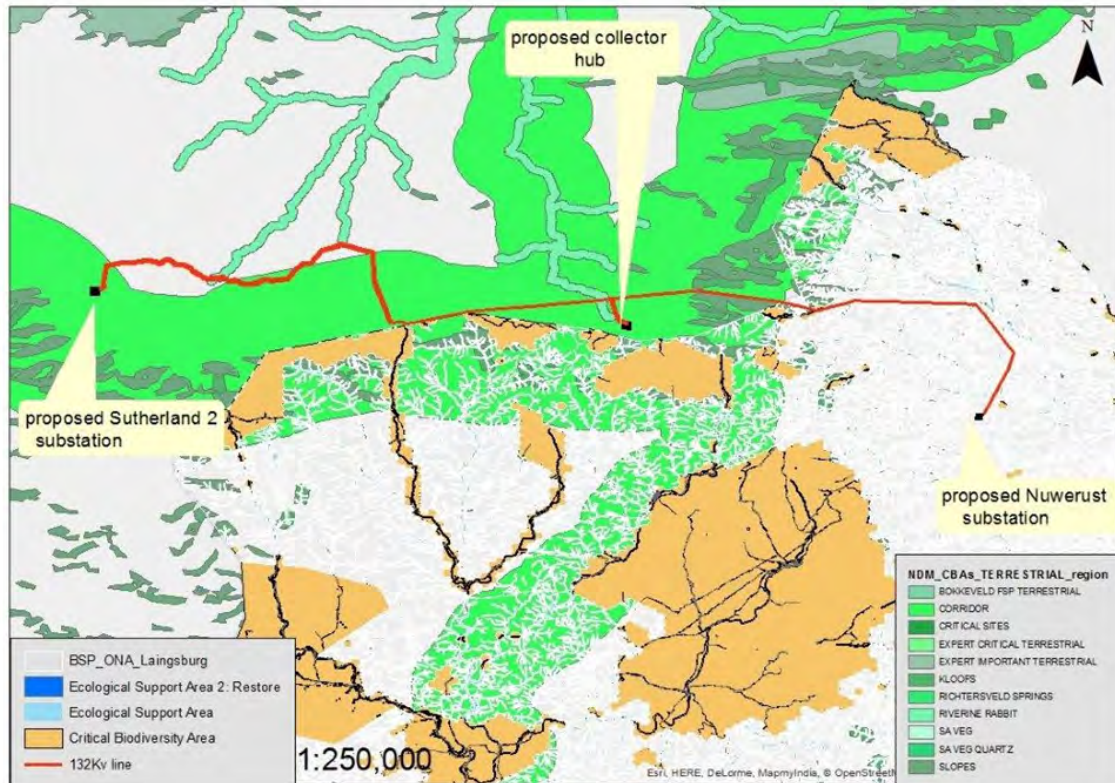 proposed collector
hub
N
proposed Sutherland 2
substation
proposed Nuwerust
substation
BSP_ONA_Laingsburg
Ecological Support Area 2: Restore
Ecological Support Area
Critical Biodiversity Area
132Kv line
1:250,000
NDM_CBAs_TERRESTRIAL_region
BOKKEVELD FSP TERRESTRIAL
CORRIDOR
CRITICAL SITES
EXPERT CRITICAL TERRESTRIAL
EXPERT IMPORTANT TERRESTRIAL
KLOOFS
RICHTERSVELD SPRINGS
RIVERINE RABBIT
SA VEG
SA VEG QUARTZ
SLOPES
Esri, HERE, DeLorme, MapmyIndia, © OpenStreetM